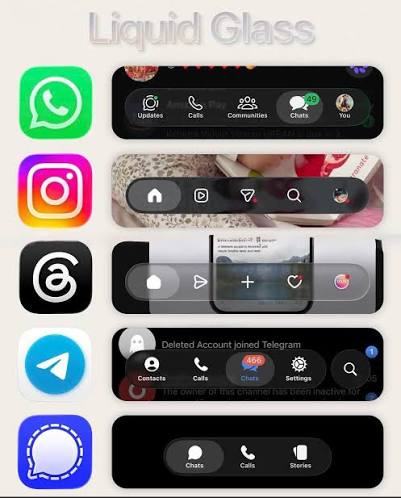 Liquid Glass
49
Updates Calls Communities Chats You
Deleted Account joined Telegram
466
1
Contacts Calls Chats Settings
The owner of this channel has been inactive for
Chats Calls Stories